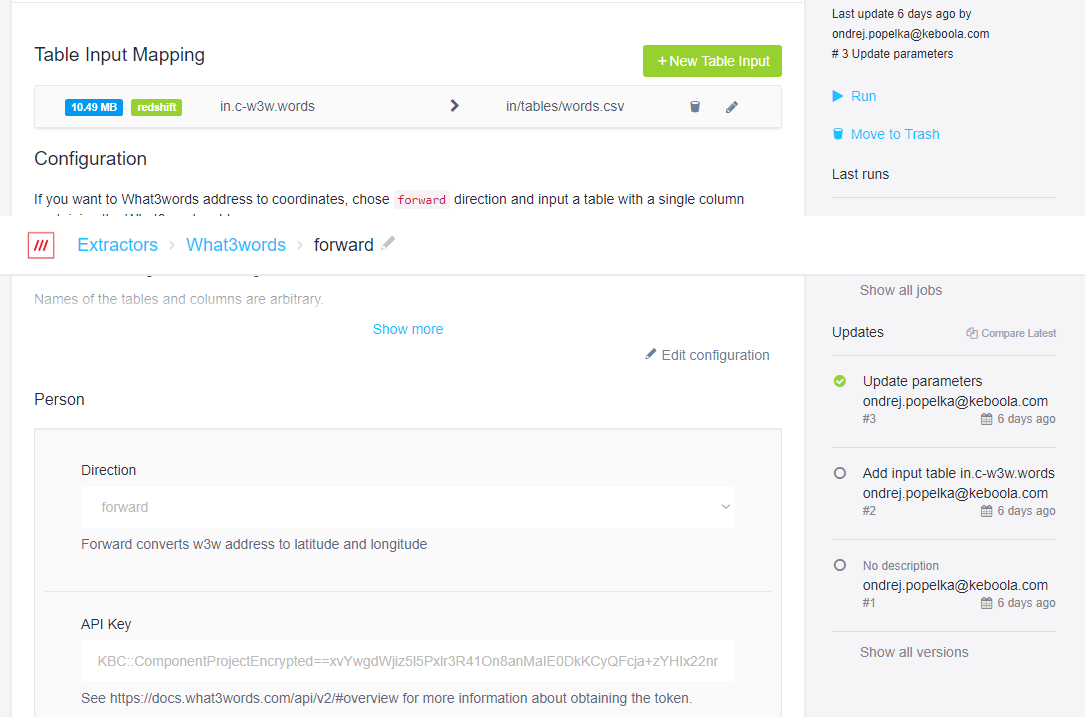 Table Input Mapping
+ New Table Input
10.49 MB redshift in.c-w3w.words in/tables/words.csv
Configuration
If you want to What3words address to coordinates, chose forward direction and input a table with a single column
Extractors What3words forward
Names of the tables and columns are arbitrary.
Show more
Edit configuration
Person
Direction
forward
Forward converts w3w address to latitude and longitude
API Key
KBC::ComponentProjectEncrypted==xvYwgdWjiz5l5PxIr3R41On8anMaIE0DkKCyQFcja+zYHIx22nr
See https://docs.what3words.com/api/v2/#overview for more information about obtaining the token.
Last update 6 days ago by
ondrej.popelka@keboola.com
# 3 Update parameters
Run
Move to Trash
Last runs
Show all jobs
Updates Compare Latest
Update parameters
ondrej.popelka@keboola.com
#3 6 days ago
Add input table in.c-w3w.words
ondrej.popelka@keboola.com
#2 6 days ago
No description
ondrej.popelka@keboola.com
#1 6 days ago
Show all versions